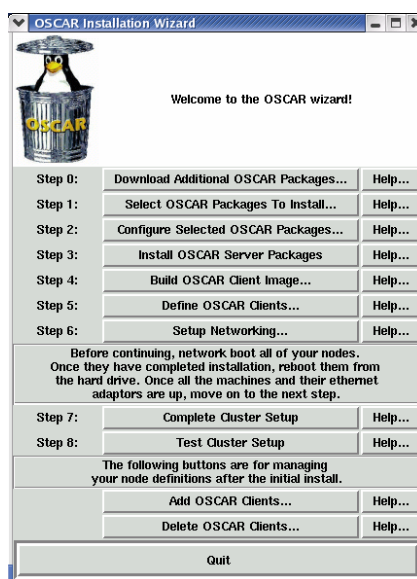 OSCAR Installation Wizard
OSCAR
Welcome to the OSCAR wizard!
Step 0: Download Additional OSCAR Packages... Help...
Step 1: Select OSCAR Packages To Install... Help...
Step 2: Configure Selected OSCAR Packages... Help...
Step 3: Install OSCAR Server Packages Help...
Step 4: Build OSCAR Client Image... Help...
Step 5: Define OSCAR Clients... Help...
Step 6: Setup Networking... Help...
Before continuing, network boot all of your nodes.
Once they have completed installation, reboot them from
the hard drive. Once all the machines and their ethernet
adaptors are up, move on to the next step.
Step 7: Complete Cluster Setup Help...
Step 8: Test Cluster Setup Help...
The following buttons are for managing
your node definitions after the initial install.
Add OSCAR Clients... Help...
Delete OSCAR Clients... Help...
Quit